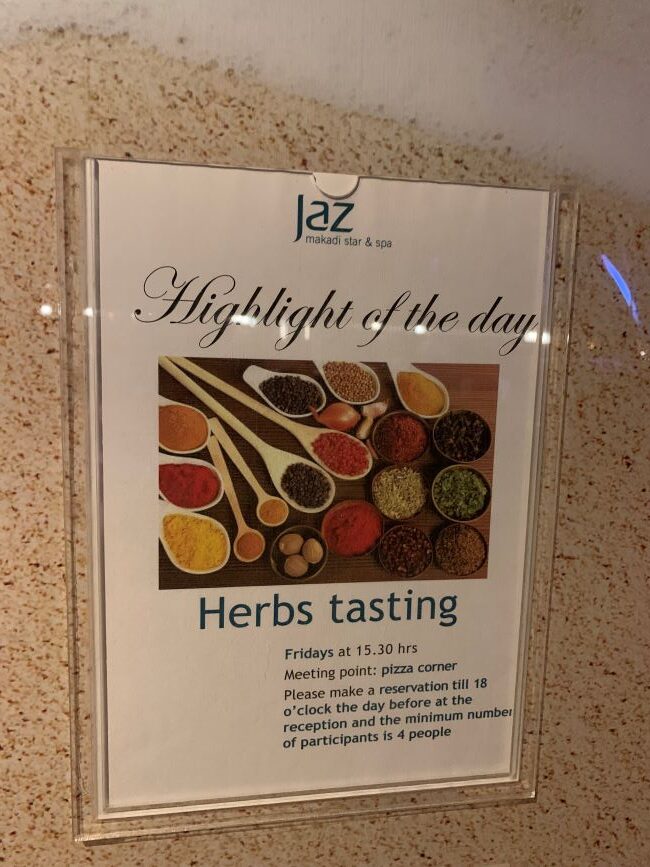 Jaz
makadi star & spa
Highlight of the day
Herbs tasting
Fridays at 15.30 hrs
Meeting point: pizza corner
Please make a reservation till 18
o'clock the day before at the
reception and the minimum number
of participants is 4 people